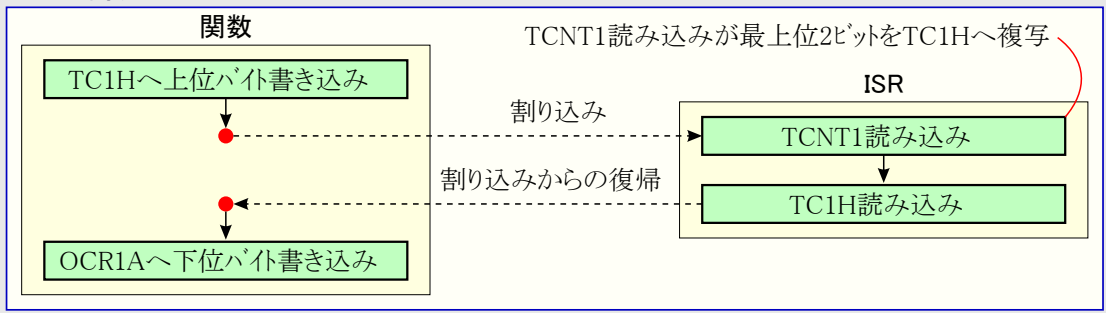 関数
TCNT1読み込みが最上位2ﾋﾞｯﾄをTC1Hへ複写
TC1Hへ上位ﾊﾞｲﾄ書き込み
ISR
割り込み
TCNT1読み込み
割り込みからの復帰
TC1H読み込み
OCR1Aへ下位ﾊﾞｲﾄ書き込み